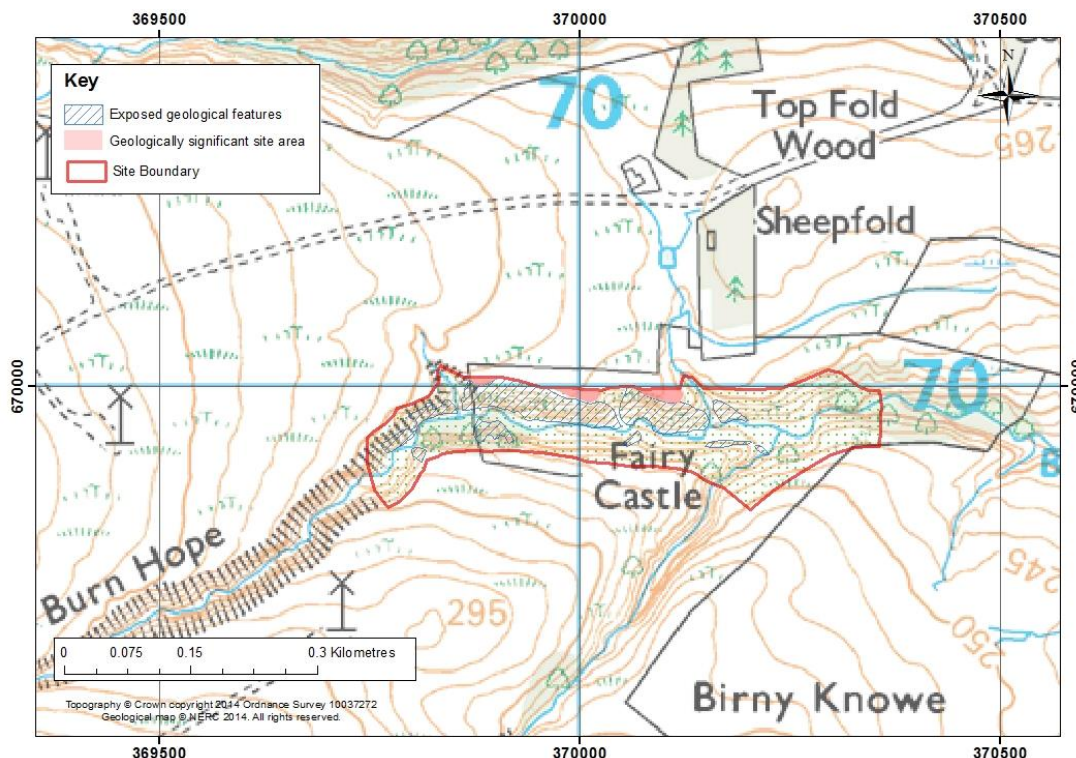 369500
370000
370500
Key
Exposed geological features
Geologically significant site area
Site Boundary
N
70
Top Fold
Wood
265
Sheepfold
670000
70
670000
Fairy
Castle
B
Burn Hope
295
245
250
0
0.075
0.15
0.3 Kilometres
Birny Knowe
Topography © Crown copyright 2014 Ordnance Survey 10037272
Geological map © NERC 2014. All rights reserved.
369500
370000
370500